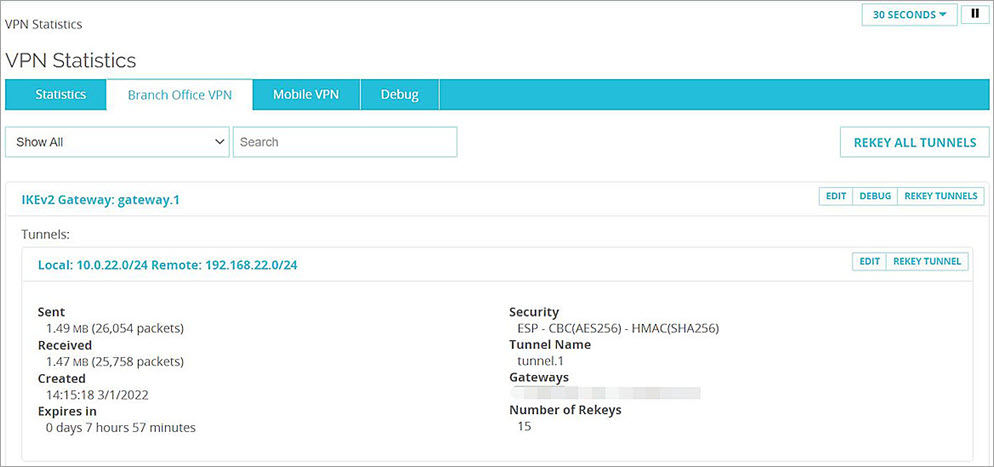 VPN Statistics
30 SECONDS
VPN Statistics
Statistics
Branch Office VPN
Mobile VPN
Debug
Show All
Search
REKEY ALL TUNNELS
IKEv2 Gateway: gateway.1
EDIT
DEBUG
REKEY TUNNELS
Tunnels:
Local: 10.0.22.0/24 Remote: 192.168.22.0/24
EDIT
REKEY TUNNEL
Sent
1.49 MB (26,054 packets)
Received
1.47 MB (25,758 packets)
Created
14:15:18 3/1/2022
Expires in
0 days 7 hours 57 minutes
Security
ESP - CBC(AES256) - HMAC(SHA256)
Tunnel Name
tunnel.1
Gateways
Number of Rekeys
15